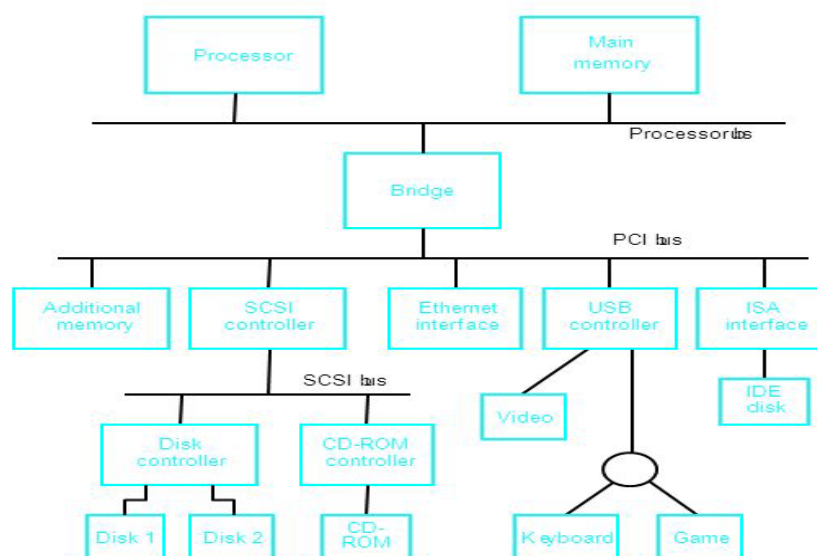 Processor
Main
memory
Processor bus
Bridge
PCI bus
Additional
memory
SCSI
controller
Ethernet
interface
USB
controller
ISA
interface
SCSI bus
Video
IDE
disk
Disk
controller
CD-ROM
controller
Disk 1
Disk 2
CD-
ROM
Keyboard
Game